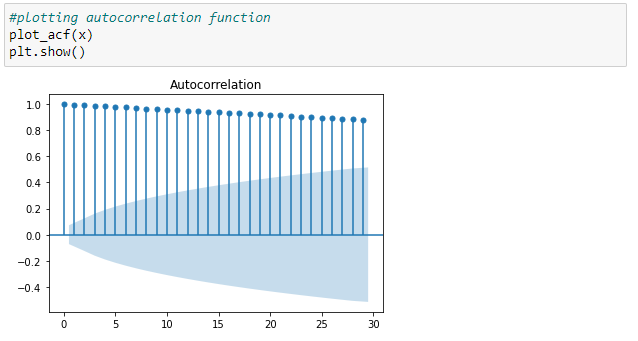 #plotting autocorrelation function
plot_acf(x)
plt.show()
Autocorrelation
1.0
0.8
0.6
0.4
0.2
0.0
−0.2
−0.4
0 5 10 15 20 25 30